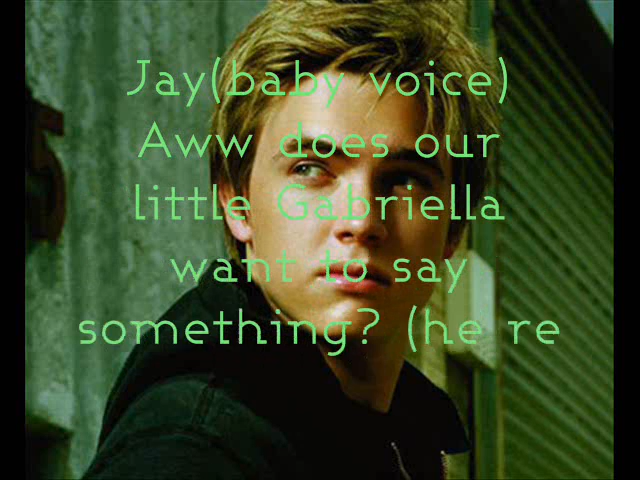 Jay(baby voice)
Aww does our
little Gabriella
want to say
something? (he re